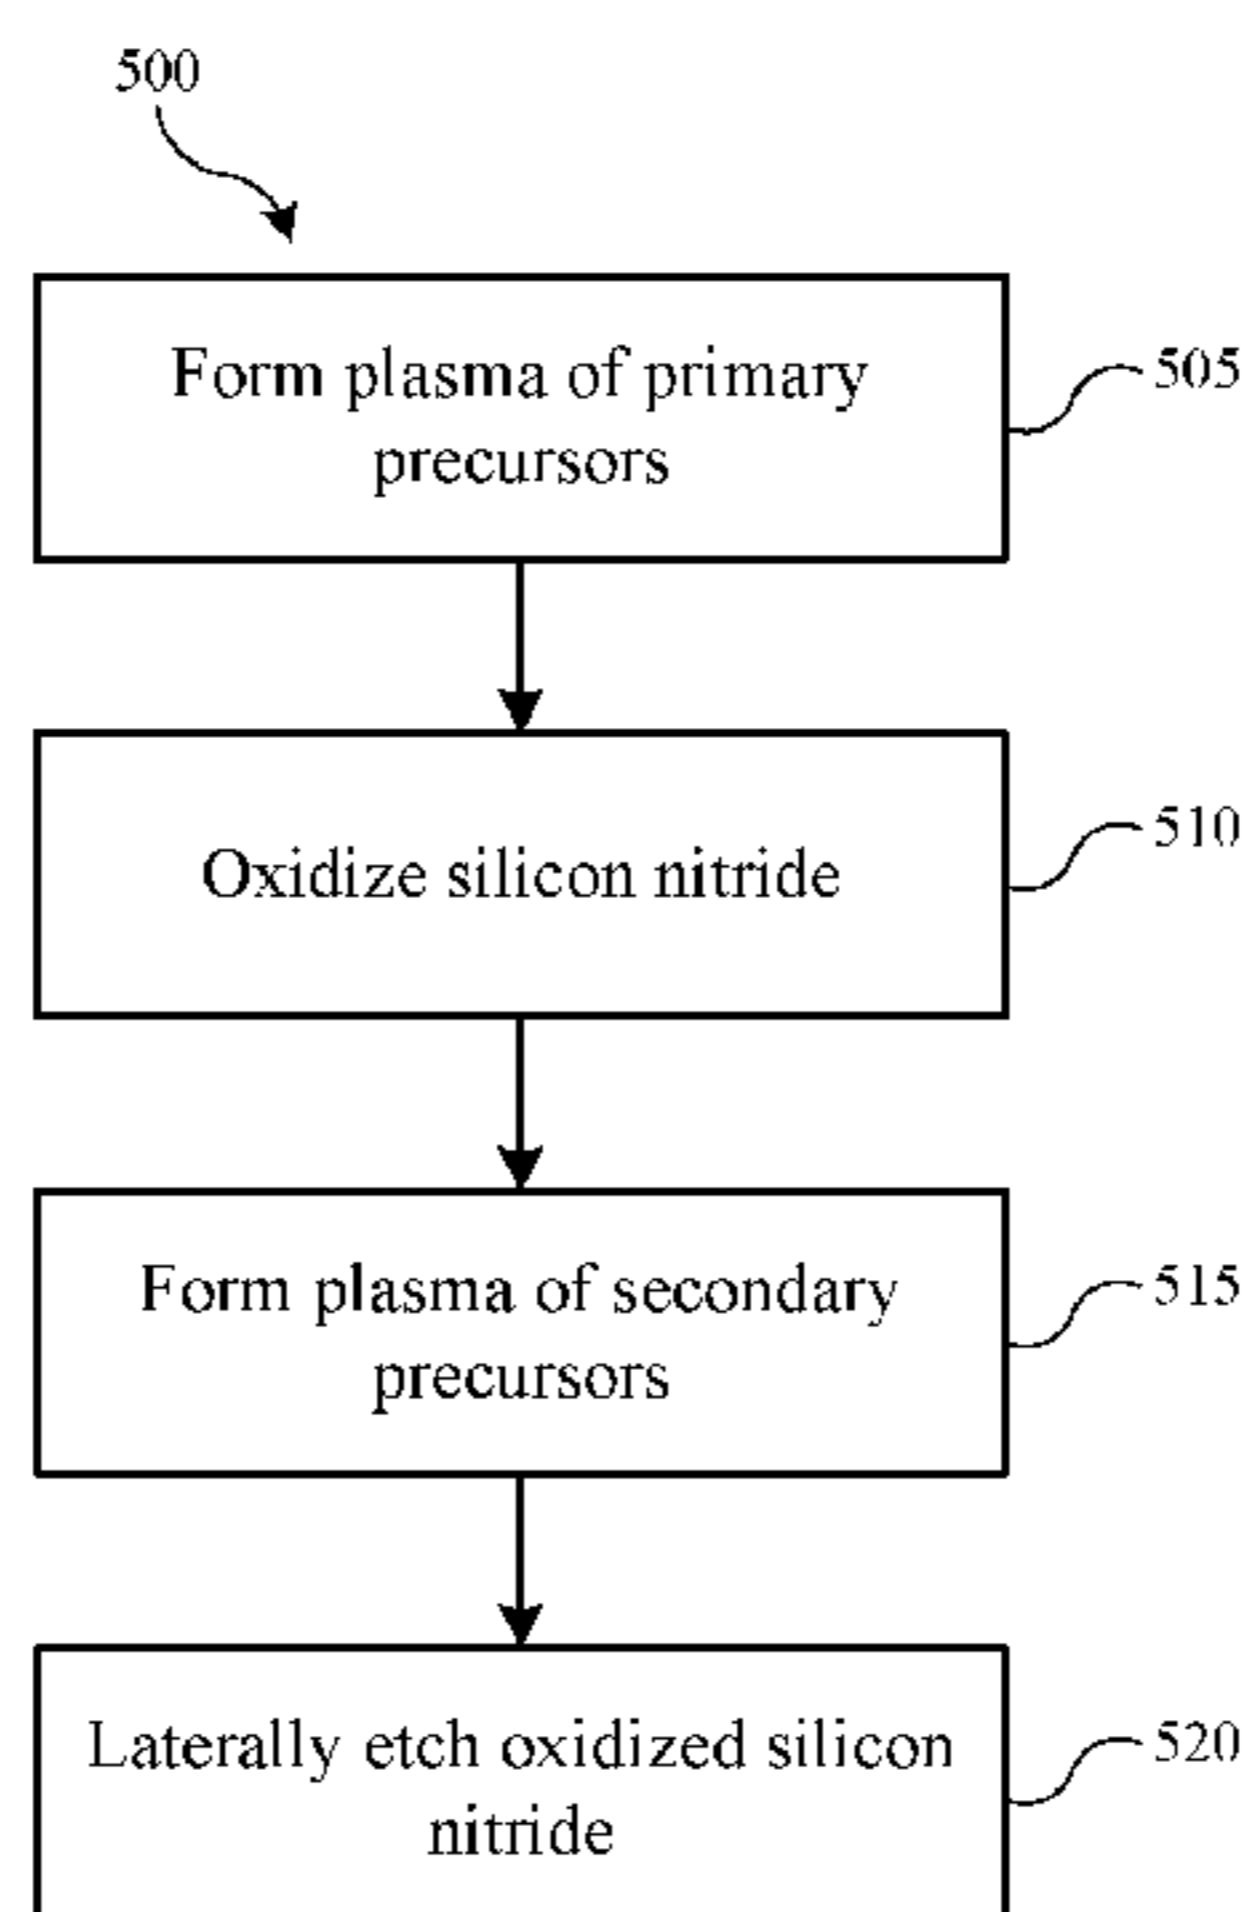 500
Form plasma of primary
precursors
505
Oxidize silicon nitride
510
Form plasma of secondary
precursors
515
Laterally etch oxidized silicon
nitride
520